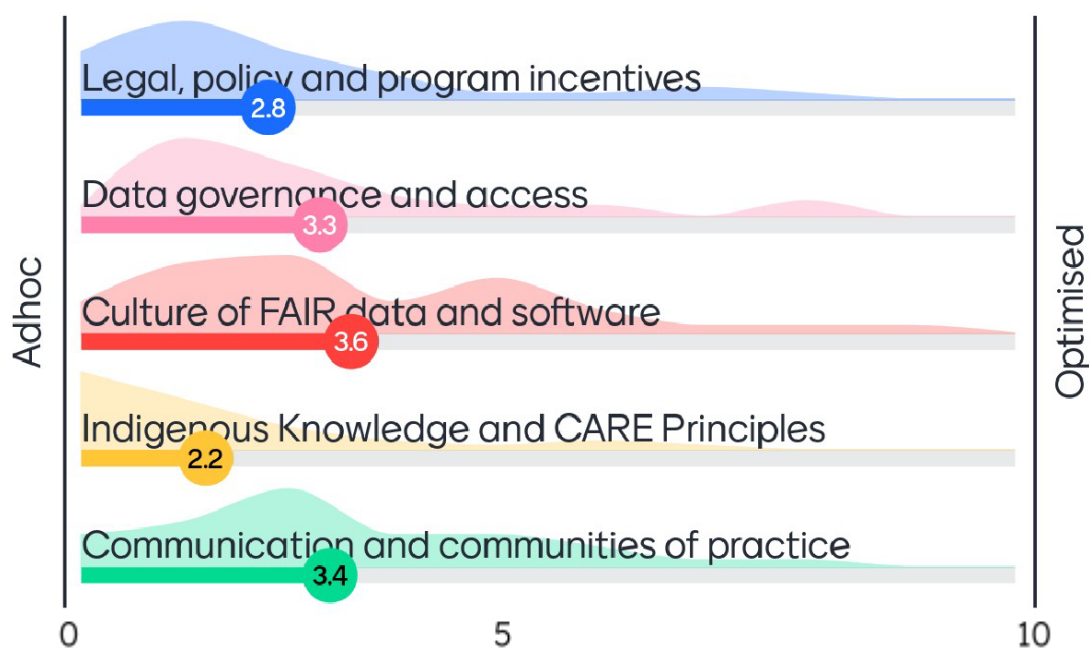 Legal, policy and program incentives
2.8
Data governance and access
3.3
Culture of FAIR data and software
3.6
Indigenous Knowledge and CARE Principles
2.2
Communication and communities of practice
3.4
Adhoc
Optimised
0 5 10